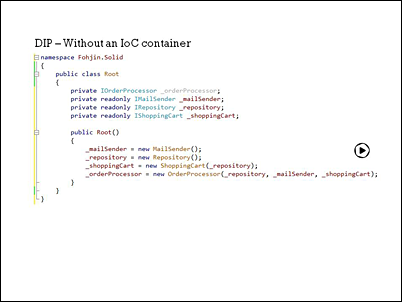 DIP – Without an IoC container
namespace Fohjin.Solid
{
public class Root
{
private IOrderProcessor _orderProcessor;
private readonly IMailSender _mailSender;
private readonly IRepository _repository;
private readonly IShoppingCart _shoppingCart;
public Root()
{
_mailSender = new MailSender();
_repository = new Repository();
_shoppingCart = new ShoppingCart(_repository);
_orderProcessor = new OrderProcessor(_repository, _mailSender, _shoppingCart);
}
}
}